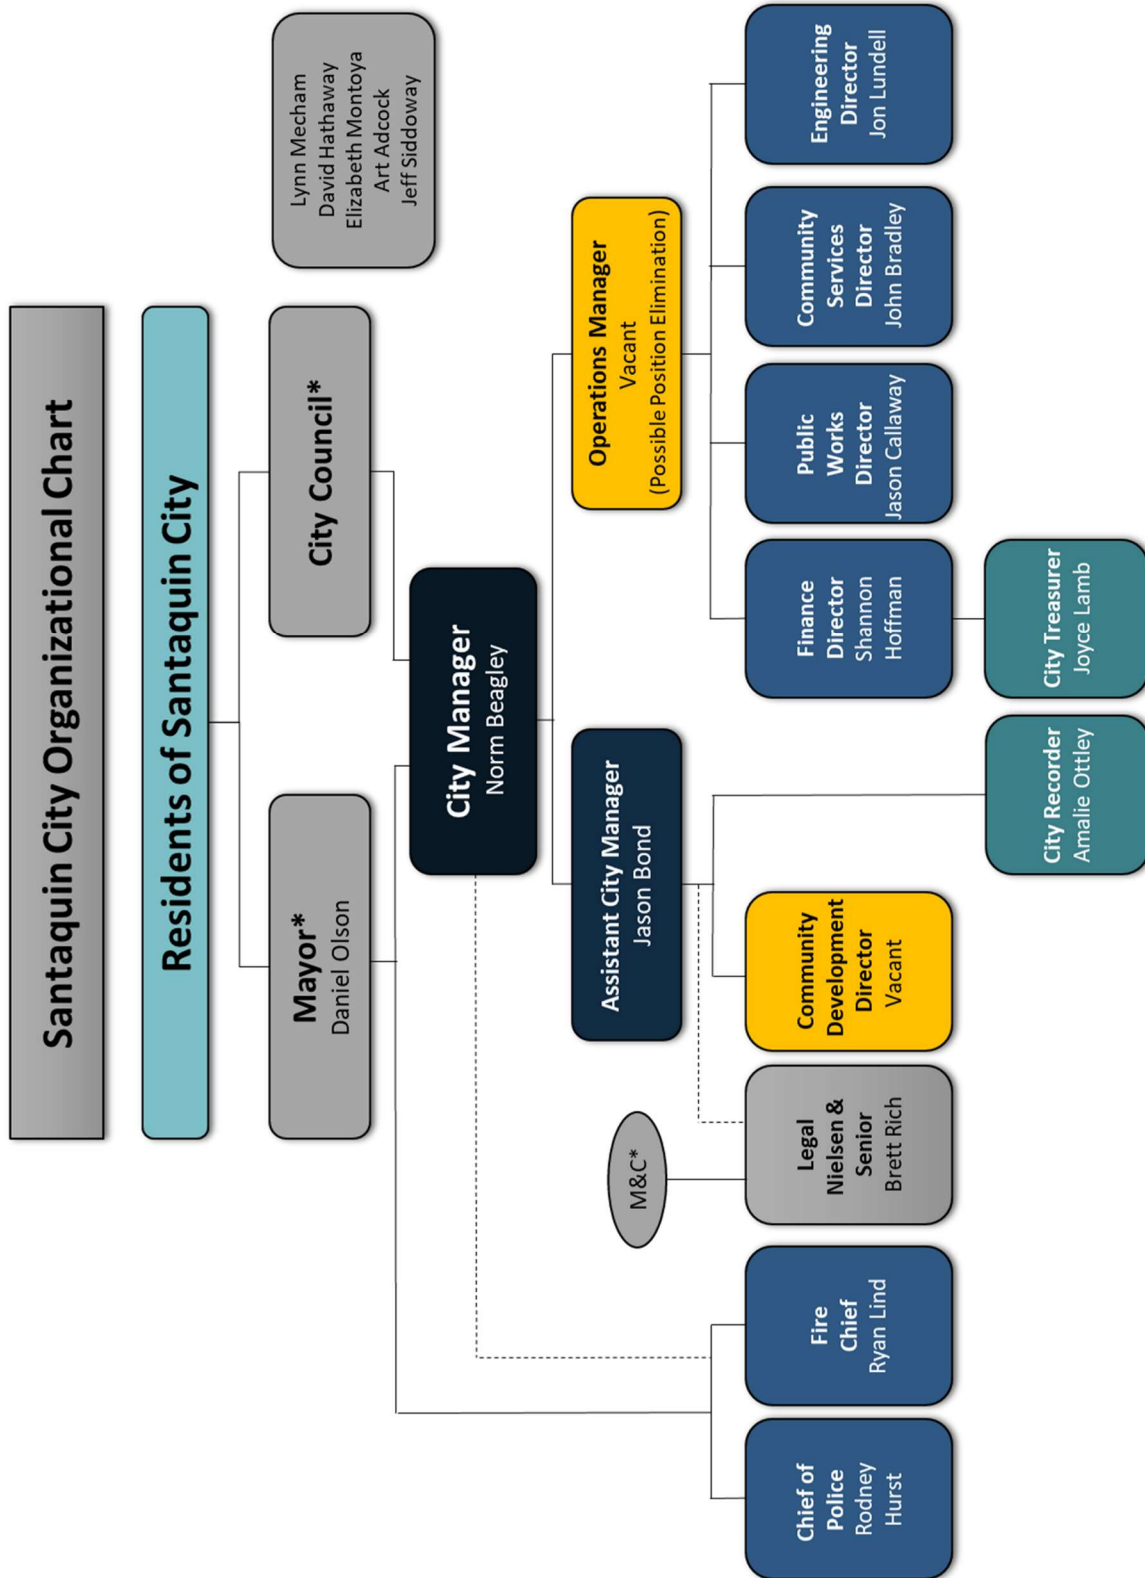 Santaquin City Organizational Chart
Residents of Santaquin City
Mayor*
Daniel Olson
City Council*
Lynn Mecham
David Hathaway
Elizabeth Montoya
Art Adcock
Jeff Siddoway
City Manager
Norm Beagley
Assistant City Manager
Jason Bond
Operations Manager
Vacant
(Possible Position Elimination)
M&C*
Chief of
Police
Rodney
Hurst
Fire
Chief
Ryan Lind
Legal
Nielsen &
Senior
Brett Rich
Community
Development
Director
Vacant
Finance
Director
Shannon
Hoffman
Public
Works
Director
Jason Callaway
Community
Services
Director
John Bradley
Engineering
Director
Jon Lundell
City Recorder
Amalie Ottley
City Treasurer
Joyce Lamb